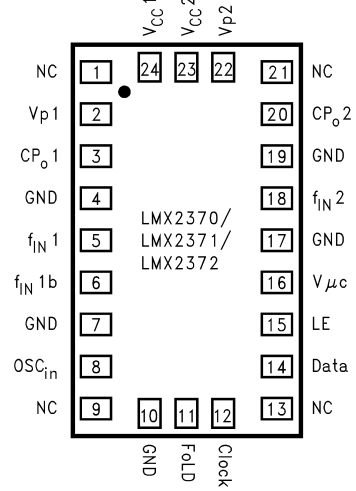 VCC1 VCC2 Vp2
24 23 22
NC 1 21 NC
Vp1 2 20 CPo2
CPo1 3 19 GND
GND 4 18 fIN2
LMX2370/
fIN1 5 17 GND
LMX2371/
LMX2372
fIN1b 6 16 Vμc
GND 7 15 LE
OSCin 8 14 Data
NC 9 13 NC
10 11 12
GND FoLD Clock